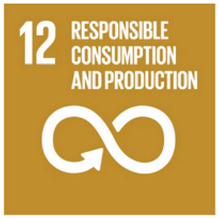 12 RESPONSIBLE
CONSUMPTION
AND PRODUCTION